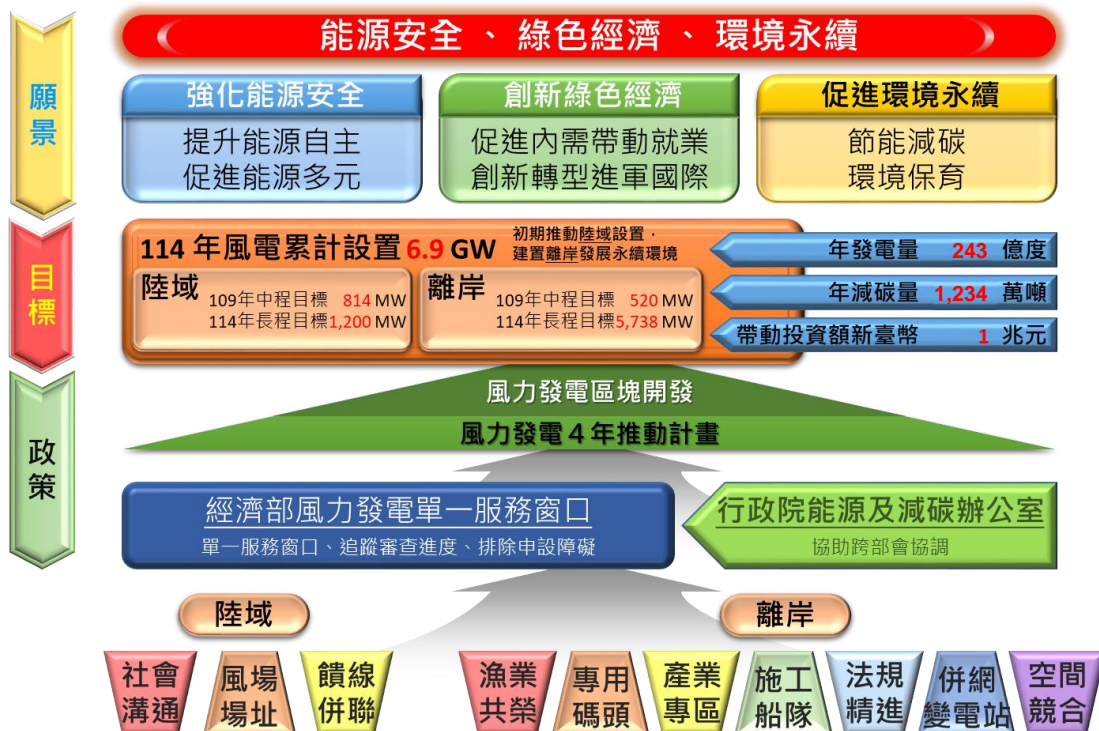 能源安全 、 綠色經濟 、 環境永續
願景
強化能源安全
提升能源自主
促進能源多元
創新綠色經濟
促進內需帶動就業
創新轉型進軍國際
促進環境永續
節能減碳
環境保育
目標
114 年風電累計設置 6.9 GW
初期推動陸域設置，
建置離岸發展永續環境
陸域
109年中程目標 814 MW
114年長程目標1,200 MW
離岸
109年中程目標 520 MW
114年長程目標5,738 MW
年發電量 243 億度
年減碳量 1,234 萬噸
帶動投資額新臺幣 1 兆元
政策
風力發電區塊開發
風力發電4年推動計畫
經濟部風力發電單一服務窗口
單一服務窗口、追蹤審查進度、排除申設障礙
行政院能源及減碳辦公室
協助跨部會協調
陸域
社會
溝通
風場
場址
饋線
併聯
離岸
漁業
共榮
專用
碼頭
產業
專區
施工
船隊
法規
精進
併網
變電站
空間
競合